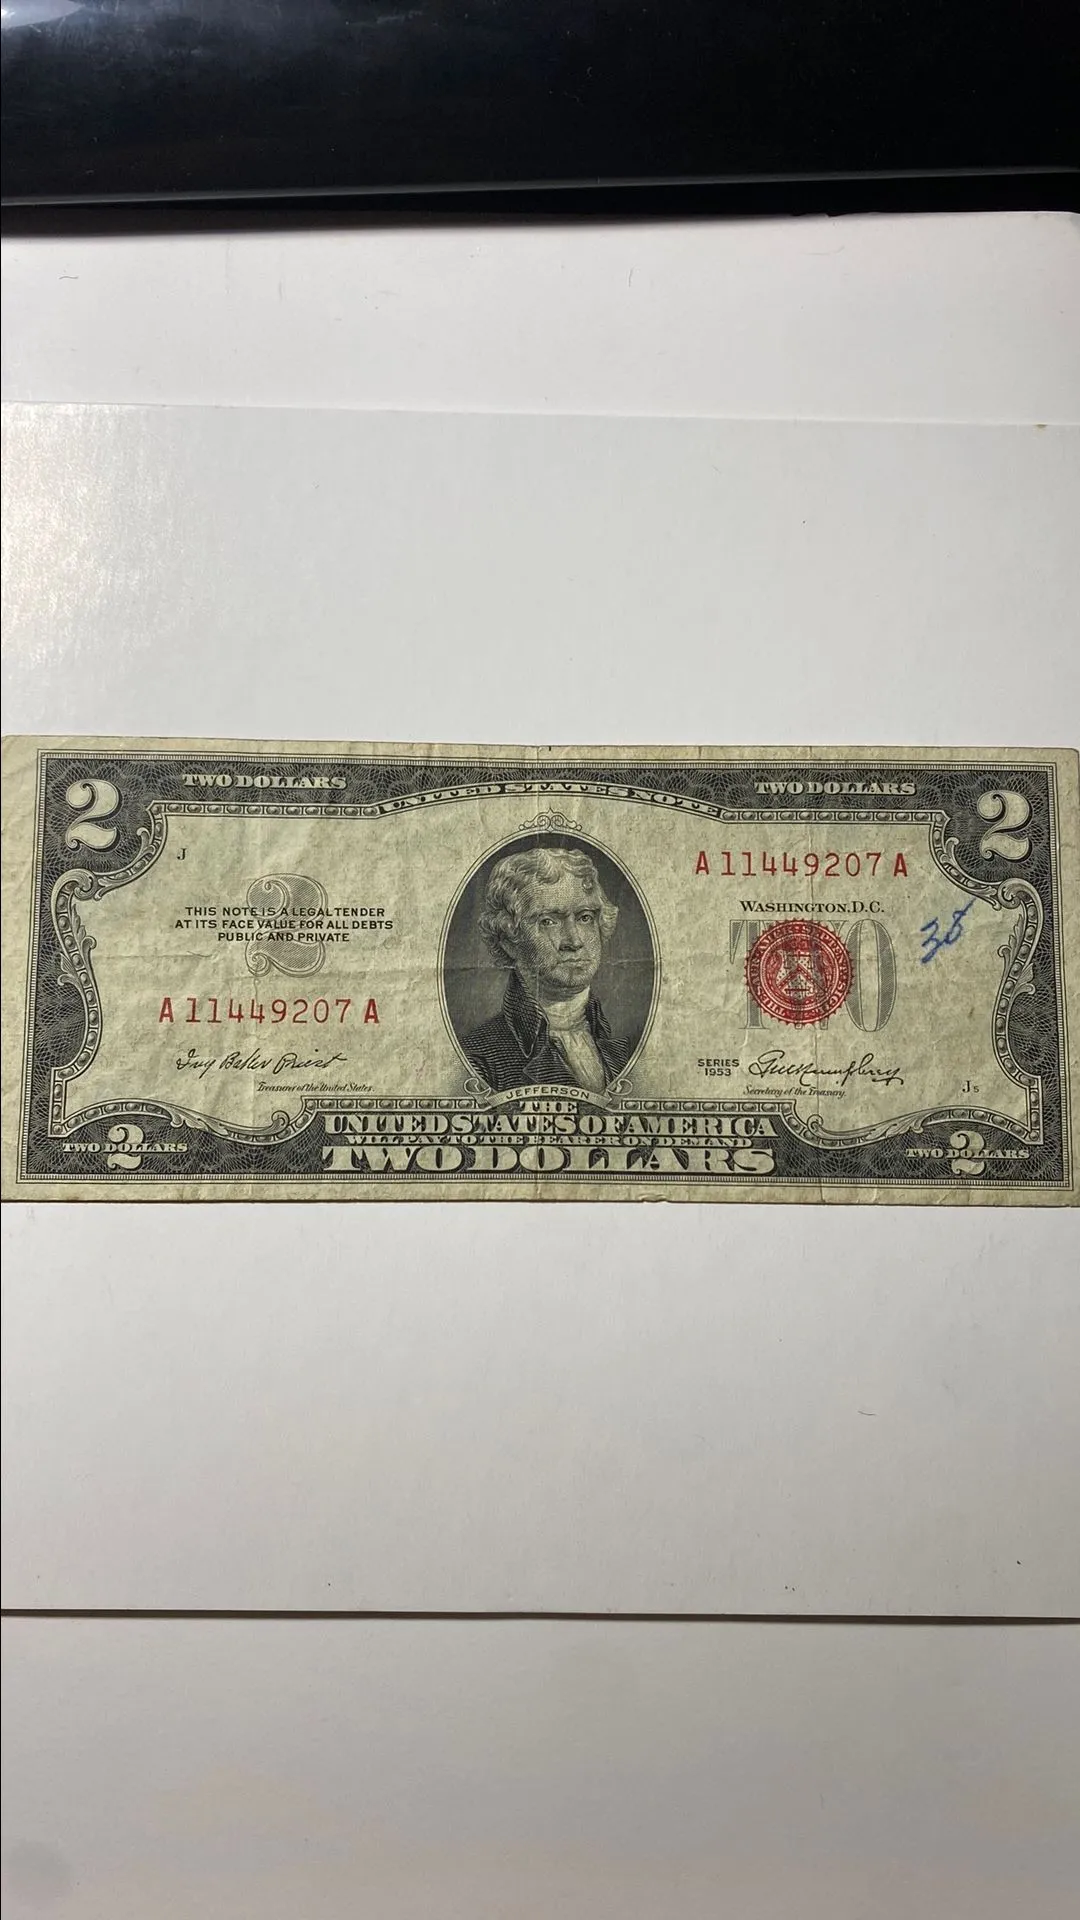 TWO DOLLARS
TWO DOLLARS
2
2
UNITED STATES NOTE
J
A 11449207 A
THIS NOTE IS A LEGAL TENDER
AT ITS FACE VALUE FOR ALL DEBTS
PUBLIC AND PRIVATE
2
WASHINGTON, D.C.
TWO
38
A 11449207 A
Ivy Baker Priest
Treasurer of the United States.
SERIES
1953
G M Humphrey
Secretary of the Treasury.
J5
JEFFERSON
THE
UNITED STATES OF AMERICA
WILL PAY TO THE BEARER ON DEMAND
TWO DOLLARS
TWO DOLLARS
2
TWO DOLLARS
2